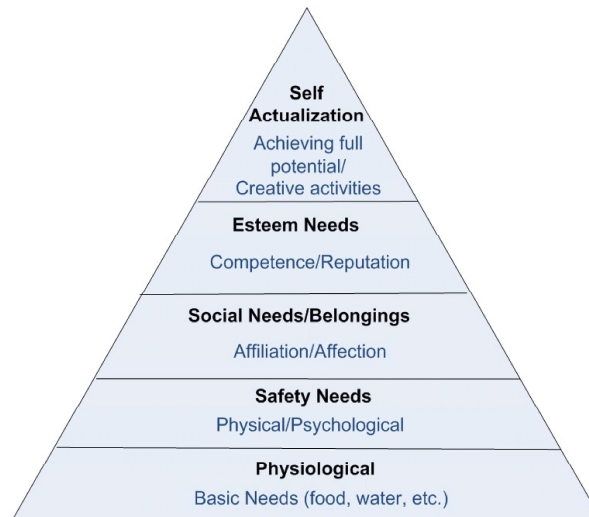 Self
Actualization
Achieving full
potential/
Creative activities
Esteem Needs
Competence/Reputation
Social Needs/Belongings
Affiliation/Affection
Safety Needs
Physical/Psychological
Physiological
Basic Needs (food, water, etc.)